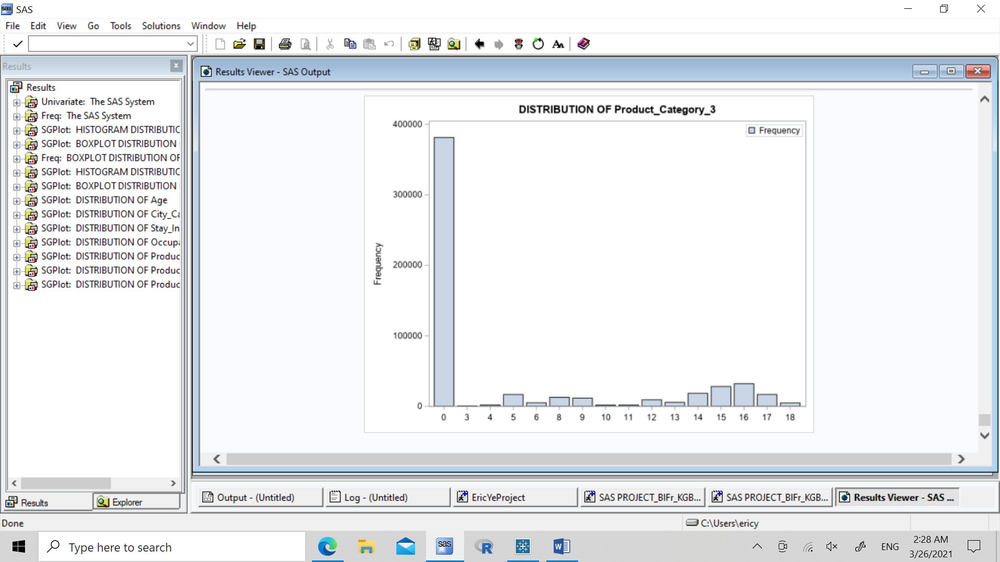 SAS
File Edit View Go Tools Solutions Window Help
Results
Results Viewer - SAS Output
Results
Univariate: The SAS System
Freq: The SAS System
SGPlot: HISTOGRAM DISTRIBUTIC
SGPlot: BOXPLOT DISTRIBUTION
Freq: BOXPLOT DISTRIBUTION OF
SGPlot: HISTOGRAM DISTRIBUTIC
SGPlot: BOXPLOT DISTRIBUTION
SGPlot: DISTRIBUTION OF Age
SGPlot: DISTRIBUTION OF City_Ca
SGPlot: DISTRIBUTION OF Stay_In
SGPlot: DISTRIBUTION OF Occupa
SGPlot: DISTRIBUTION OF Produc
SGPlot: DISTRIBUTION OF Produc
SGPlot: DISTRIBUTION OF Produc
DISTRIBUTION OF Product_Category_3
Frequency
400000
300000
200000
100000
0
Frequency
0 3 4 5 6 8 9 10 11 12 13 14 15 16 17 18
Results Explorer
Output - (Untitled) Log - (Untitled) EricYeProject SAS PROJECT_BIFr_KGB... SAS PROJECT_BIFr_KGB... Results Viewer - SAS ...
Done C:\Users\ericy
Type here to search
sas
R
W
ENG
2:28 AM
3/26/2021